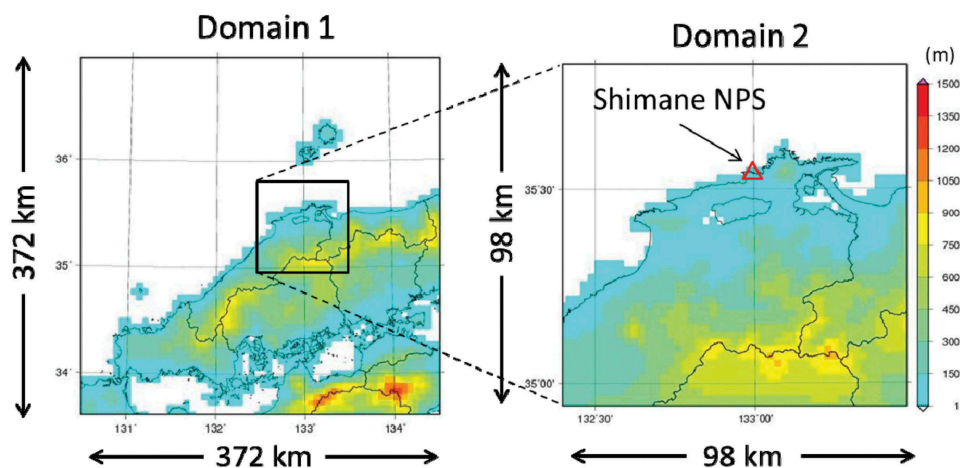 Domain 1
Domain 2
(m)
Shimane NPS
372 km
36°
35°
34°
131°
132°
133°
134°
372 km
98 km
35°30'
35°00'
132°30'
133°00'
98 km
1500
1350
1200
1050
900
750
600
450
300
150
1